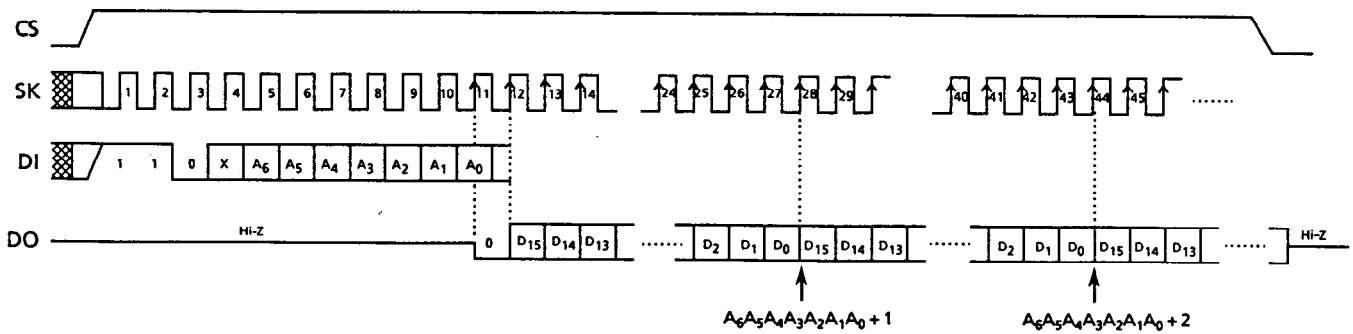 CS
SK 1 2 3 4 5 6 7 8 9 10 11 12 13 14 24 25 26 27 28 29 40 41 42 43 44 45 ......
DI 1 1 0 X A6 A5 A4 A3 A2 A1 A0
DO Hi-Z 0 D15 D14 D13 ...... D2 D1 D0 D15 D14 D13 ...... D2 D1 D0 D15 D14 D13 ...... Hi-Z
A6A5A4A3A2A1A0 + 1 A6A5A4A3A2A1A0 + 2